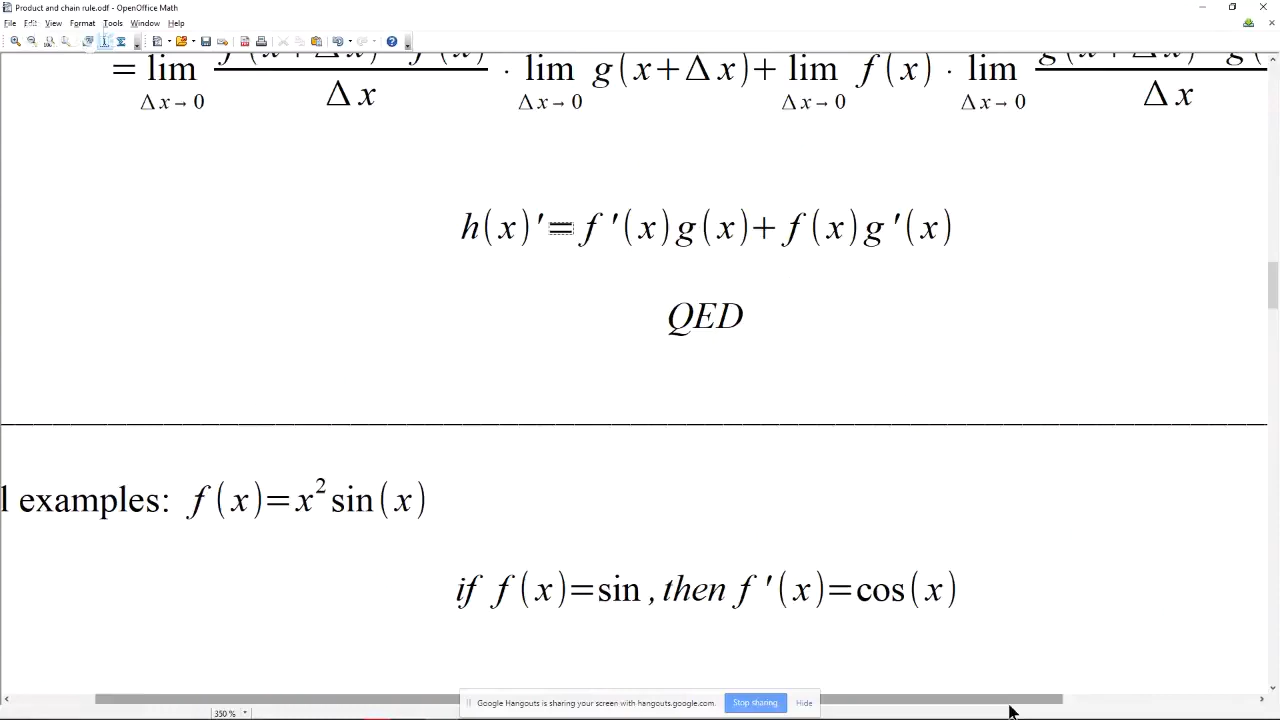 Product and chain rule.odf - OpenOffice Math
File Edit View Format Tools Window Help
= lim Δx→0 Δx · lim Δx→0 g(x+Δx)+ lim Δx→0 f(x) · lim Δx→0 Δx
h(x)'=f'(x)g(x)+f(x)g'(x)
QED
l examples: f(x)=x² sin(x)
if f(x)=sin, then f'(x)=cos(x)
Google Hangouts is sharing your screen with hangouts.google.com. Stop sharing Hide
350 %